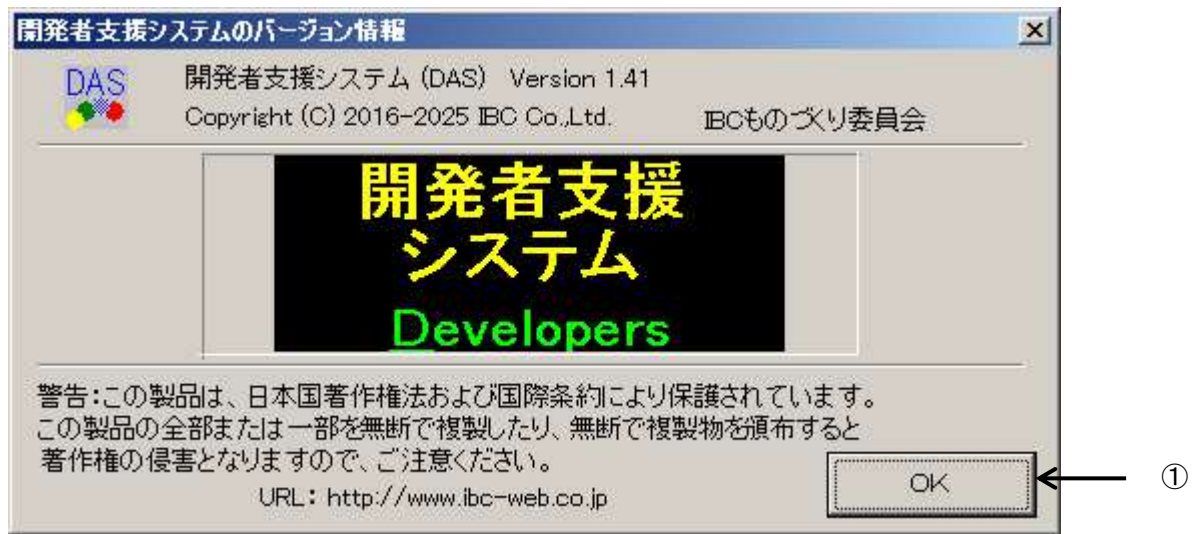 開発者支援システムのバージョン情報
DAS
開発者支援システム (DAS) Version 1.41
Copyright (C) 2016-2025 IBC Co.,Ltd. IBCものづくり委員会
開発者支援
システム
Developers
警告:この製品は、日本国著作権法および国際条約により保護されています。
この製品の全部または一部を無断で複製したり、無断で複製物を頒布すると
著作権の侵害となりますので、ご注意ください。
URL: http://www.ibc-web.co.jp
OK
①